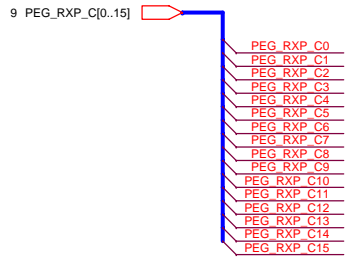 9 PEG_RXP_C[0..15]
PEG_RXP_C0
PEG_RXP_C1
PEG_RXP_C2
PEG_RXP_C3
PEG_RXP_C4
PEG_RXP_C5
PEG_RXP_C6
PEG_RXP_C7
PEG_RXP_C8
PEG_RXP_C9
PEG_RXP_C10
PEG_RXP_C11
PEG_RXP_C12
PEG_RXP_C13
PEG_RXP_C14
PEG_RXP_C15